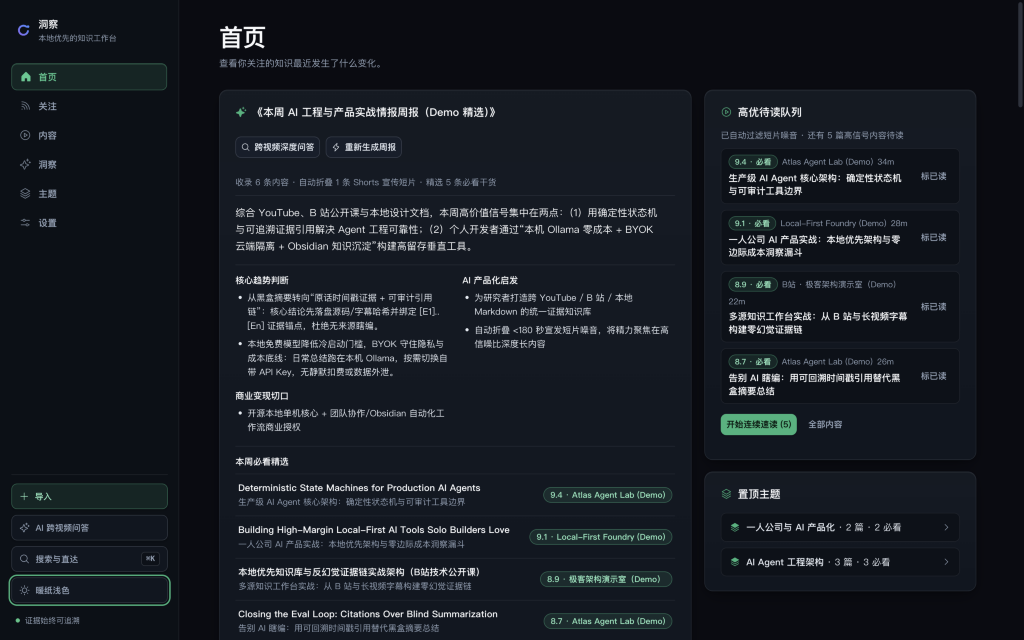 洞察
本地优先的知识工作台
首页
关注
内容
洞察
主题
设置
导入
AI 跨视频问答
搜索与直达
⌘K
暖纸浅色
证据始终可追溯
首页
查看你关注的知识最近发生了什么变化。
《本周 AI 工程与产品实战情报周报（Demo 精选）》
跨视频深度问答
重新生成周报
收录 6 条内容 · 自动折叠 1 条 Shorts 宣传短片 · 精选 5 条必看干货
综合 YouTube、B 站公开课与本地设计文档，本周高价值信号集中在两点：（1）用确定性状态机
与可追溯证据引用解决 Agent 工程可靠性；（2）个人开发者通过“本机 Ollama 零成本 + BYOK
云端隔离 + Obsidian 知识沉淀”构建高留存垂直工具。
核心趋势判断
• 从黑盒摘要转向“原话时间戳证据 + 可审计引用
链”：核心结论先落盘源码/字幕哈希并绑定 [E1]..
[En] 证据锚点，杜绝无来源瞎编。
• 本地免费模型降低冷启动门槛，BYOK 守住隐私与
成本底线：日常总结跑在本机 Ollama，按需切换自
带 API Key，无静默扣费或数据外泄。
AI 产品化启发
• 为研究者打造跨 YouTube / B 站 / 本地
Markdown 的统一证据知识库
• 自动折叠 <180 秒宣发短片噪音，将精力聚焦在高
信噪比深度长内容
商业变现切口
• 开源本地单机核心 + 团队协作/Obsidian 自动化工
作流商业授权
本周必看精选
Deterministic State Machines for Production AI Agents
生产级 AI Agent 核心架构：确定性状态机与可审计工具边界
9.4 · Atlas Agent Lab (Demo)
Building High-Margin Local-First AI Tools Solo Builders Love
一人公司 AI 产品实战：本地优先架构与零边际成本洞察漏斗
9.1 · Local-First Foundry (Demo)
本地优先知识库与反幻觉证据链实战架构（B站技术公开课）
多源知识工作台实战：从 B 站与长视频字幕构建零幻觉证据链
8.9 · 极客架构演示室（Demo）
Closing the Eval Loop: Citations Over Blind Summarization
告别 AI 瞎编：用可回溯时间戳引用替代黑盒摘要总结
8.7 · Atlas Agent Lab (Demo)
高优待读队列
已自动过滤短片噪音 · 还有 5 篇高信号内容待读
9.4 · 必看 Atlas Agent Lab (Demo) 34m
生产级 AI Agent 核心架构：确定性状态机
与可审计工具边界
标已读
9.1 · 必看 Local-First Foundry (Demo) 28m
一人公司 AI 产品实战：本地优先架构与零
边际成本洞察漏斗
标已读
8.9 · 必看 B站 · 极客架构演示室（Demo）
22m
多源知识工作台实战：从 B 站与长视频字幕
构建零幻觉证据链
标已读
8.7 · 必看 Atlas Agent Lab (Demo) 26m
告别 AI 瞎编：用可回溯时间戳引用替代黑
盒摘要总结
标已读
开始连续速读 (5)
全部内容
置顶主题
一人公司与 AI 产品化 · 2 篇 · 2 必看
AI Agent 工程架构 · 3 篇 · 3 必看